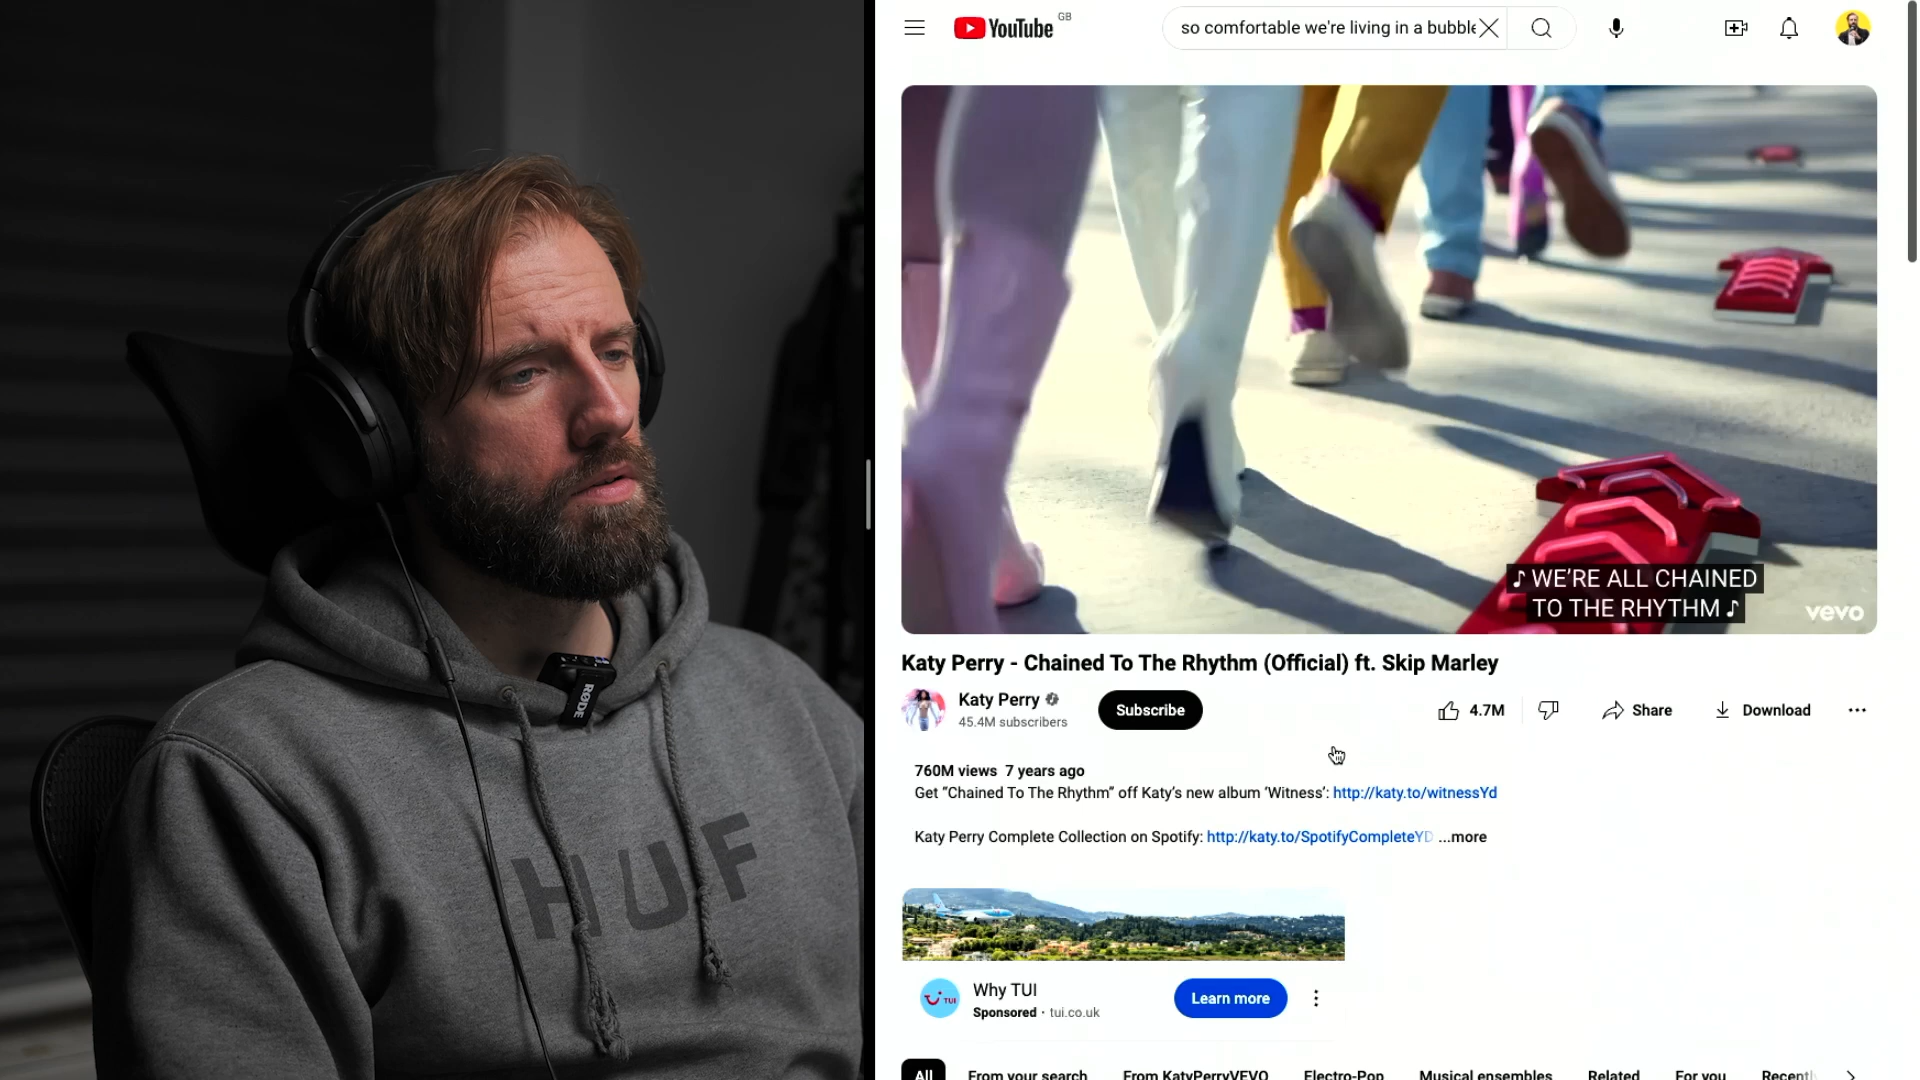 YouTube
GB
so comfortable we're living in a bubble
♪ WE'RE ALL CHAINED
TO THE RHYTHM ♪
vevo
Katy Perry - Chained To The Rhythm (Official) ft. Skip Marley
Katy Perry
45.4M subscribers
Subscribe
4.7M
Share
Download
760M views 7 years ago
Get “Chained To The Rhythm” off Katy’s new album ‘Witness’: http://katy.to/witnessYd
Katy Perry Complete Collection on Spotify: http://katy.to/SpotifyCompleteYD ...more
TUI
Why TUI
Sponsored · tui.co.uk
Learn more
All
From your search
From KatyPerryVEVO
Electro-Pop
Musical ensembles
Related
For you
Recently
RØDE
HUF